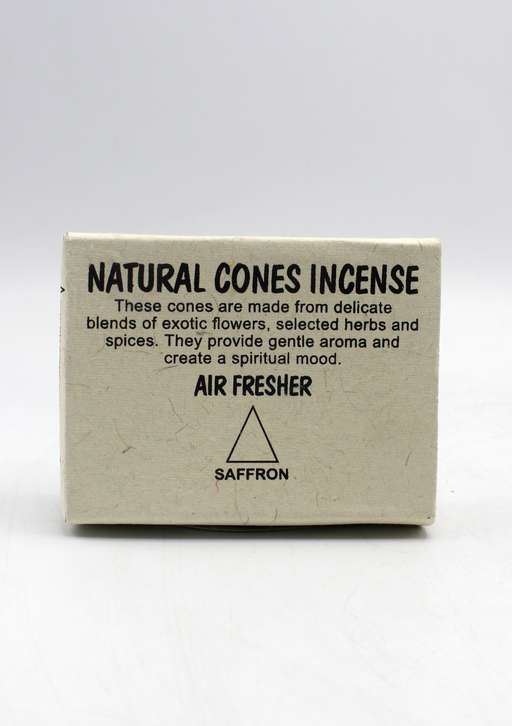 NATURAL CONES INCENSE
These cones are made from delicate
blends of exotic flowers, selected herbs and
spices. They provide gentle aroma and
create a spiritual mood.
AIR FRESHER
SAFFRON